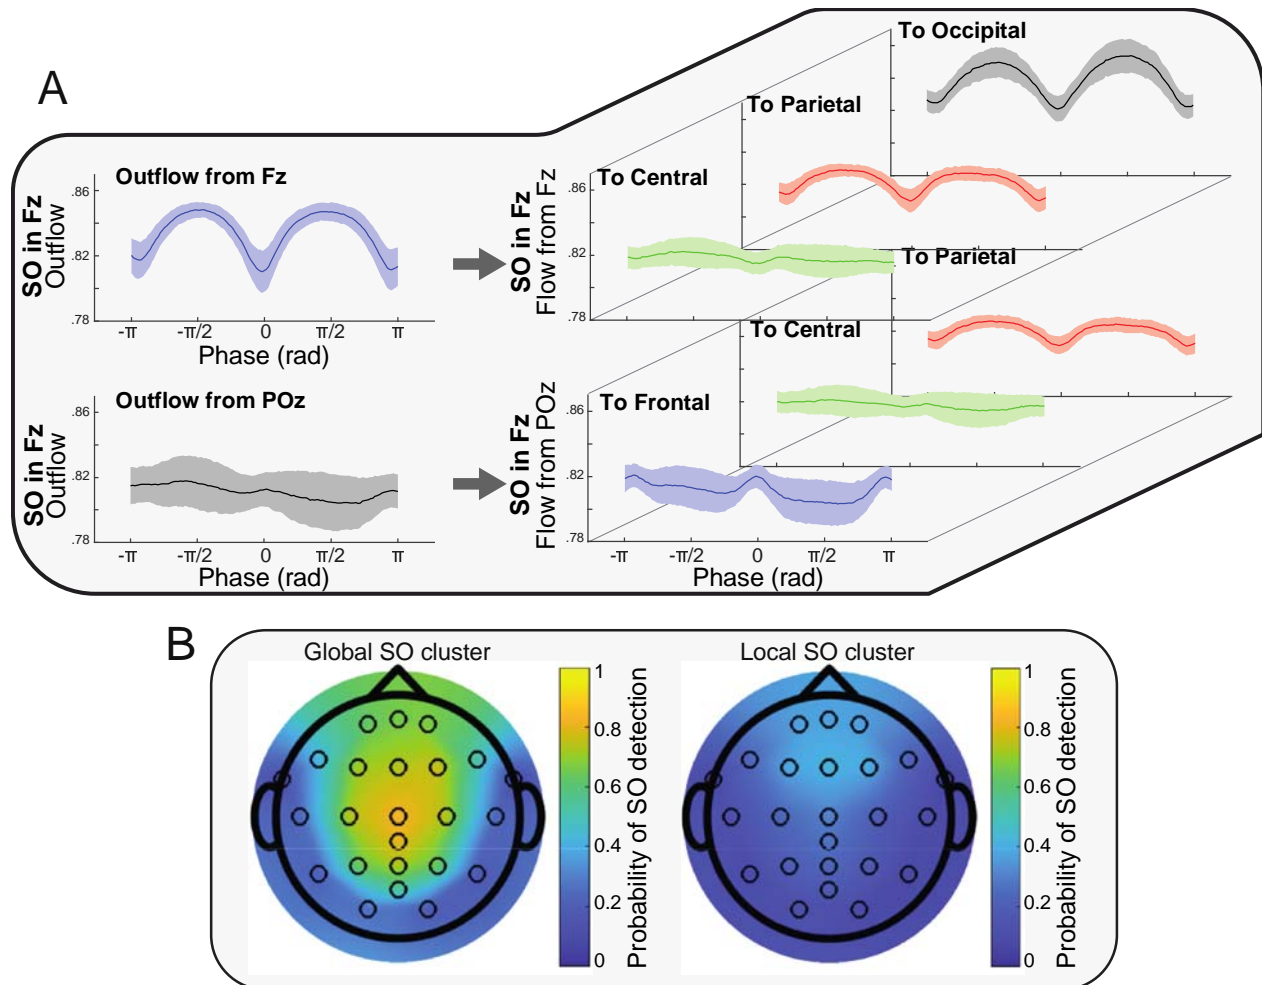 A
Outflow from Fz
SO in Fz
Outflow
.86
.82
.78
-π
-π/2
0
π/2
π
Phase (rad)
To Central
To Parietal
To Occipital
SO in Fz
Flow from Fz
.86
.82
.78
Outflow from POz
SO in Fz
Outflow
.86
.82
.78
-π
-π/2
0
π/2
π
Phase (rad)
To Frontal
To Central
To Parietal
SO in Fz
Flow from POz
.86
.82
.78
-π
-π/2
0
π/2
π
Phase (rad)
B
Global SO cluster
1
0.8
0.6
0.4
0.2
0
Probability of SO detection
Local SO cluster
1
0.8
0.6
0.4
0.2
0
Probability of SO detection